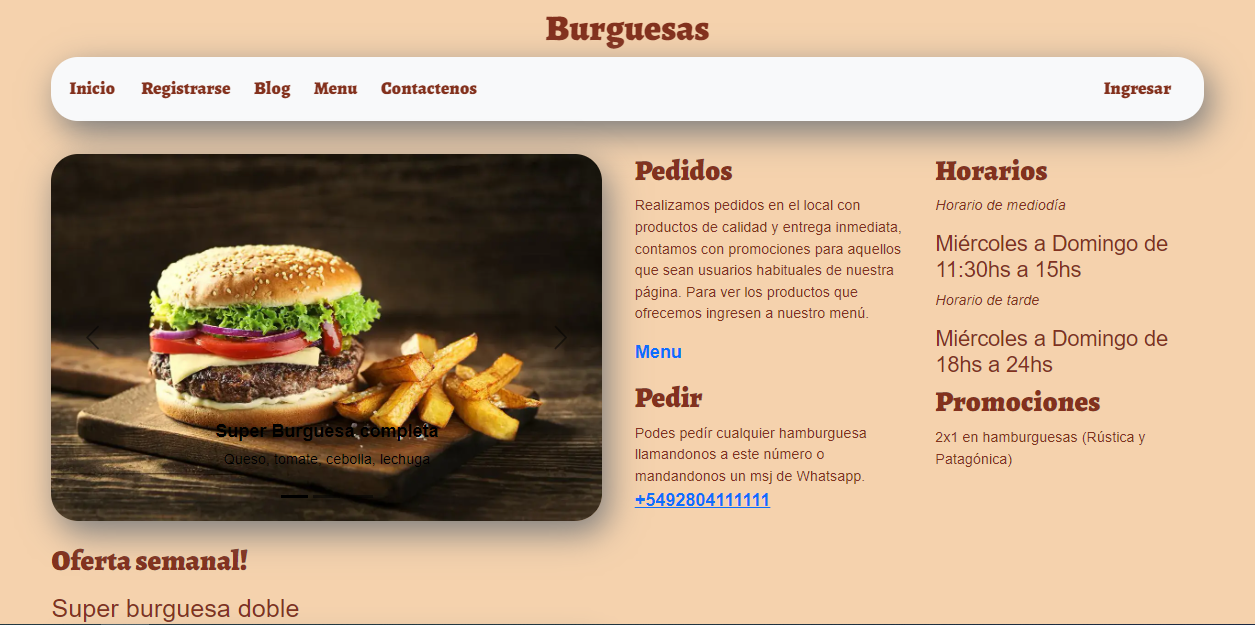 Burguesas
Inicio Registrarse Blog Menu Contactenos Ingresar
Super Burguesa completa
Queso, tomate, cebolla, lechuga
Oferta semanal!
Super burguesa doble
Pedidos
Realizamos pedidos en el local con
productos de calidad y entrega inmediata,
contamos con promociones para aquellos
que sean usuarios habituales de nuestra
página. Para ver los productos que
ofrecemos ingresen a nuestro menú.
Menu
Pedir
Podes pedír cualquier hamburguesa
llamandonos a este número o
mandandonos un msj de Whatsapp.
+5492804111111
Horarios
Horario de mediodía
Miércoles a Domingo de
11:30hs a 15hs
Horario de tarde
Miércoles a Domingo de
18hs a 24hs
Promociones
2x1 en hamburguesas (Rústica y
Patagónica)